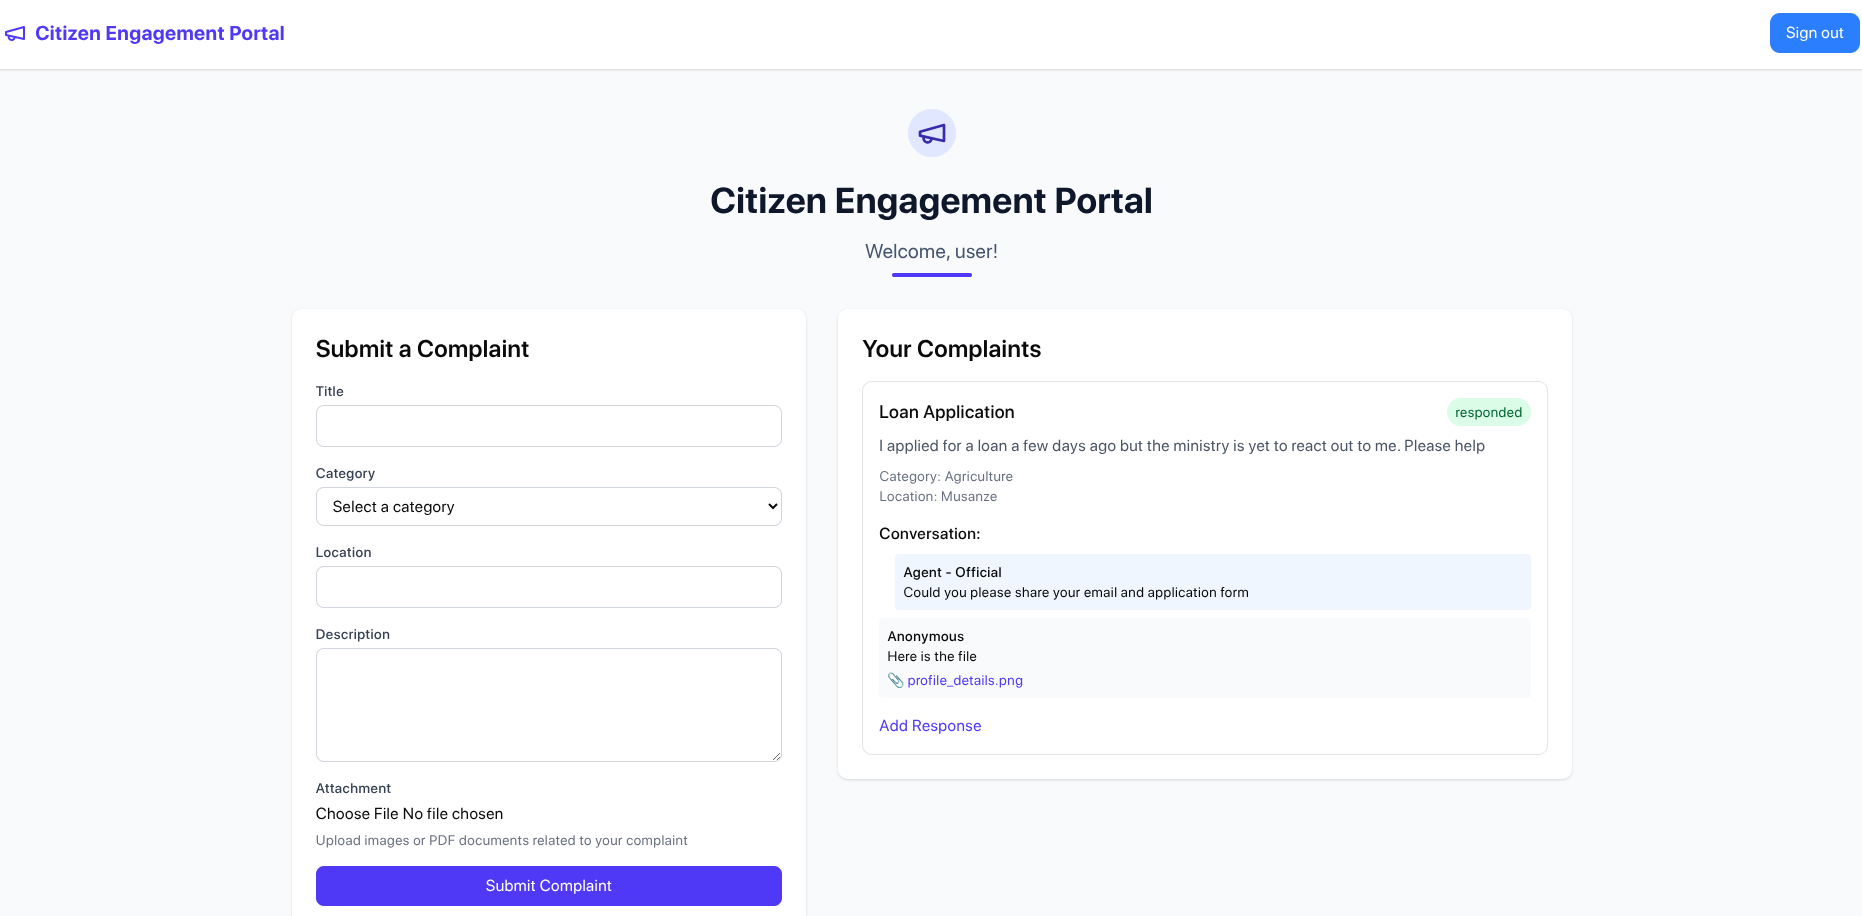 Citizen Engagement Portal
Sign out
Citizen Engagement Portal
Welcome, user!
Submit a Complaint
Title
Category
Select a category
Location
Description
Attachment
Choose File No file chosen
Upload images or PDF documents related to your complaint
Submit Complaint
Your Complaints
Loan Application
responded
I applied for a loan a few days ago but the ministry is yet to react out to me. Please help
Category: Agriculture
Location: Musanze
Conversation:
Agent - Official
Could you please share your email and application form
Anonymous
Here is the file
📎 profile_details.png
Add Response